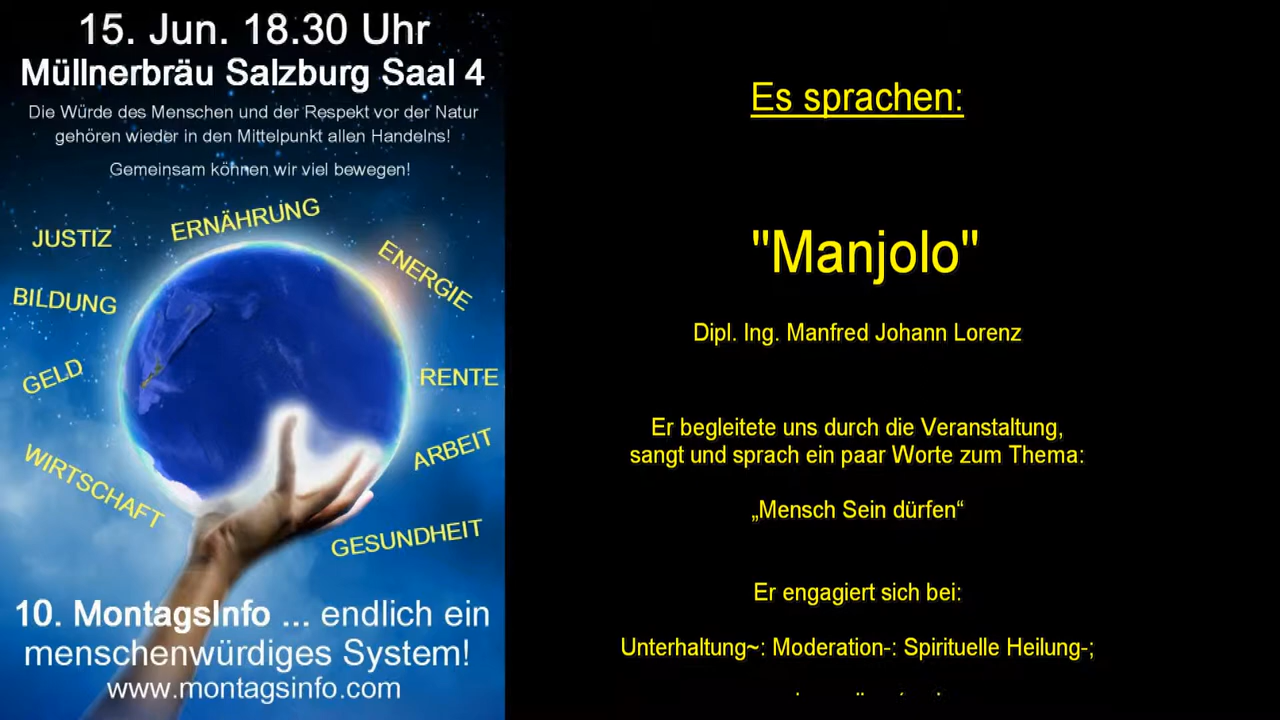 15. Jun. 18.30 Uhr
Müllnerbräu Salzburg Saal 4
Die Würde des Menschen und der Respekt vor der Natur
gehören wieder in den Mittelpunkt allen Handelns!
Gemeinsam können wir viel bewegen!
JUSTIZ
ERNÄHRUNG
ENERGIE
BILDUNG
GELD
RENTE
WIRTSCHAFT
ARBEIT
GESUNDHEIT
10. MontagsInfo ... endlich ein
menschenwürdiges System!
www.montagsinfo.com
Es sprachen:
"Manjolo"
Dipl. Ing. Manfred Johann Lorenz
Er begleitete uns durch die Veranstaltung,
sangt und sprach ein paar Worte zum Thema:
„Mensch Sein dürfen“
Er engagiert sich bei:
Unterhaltung~: Moderation-: Spirituelle Heilung-;